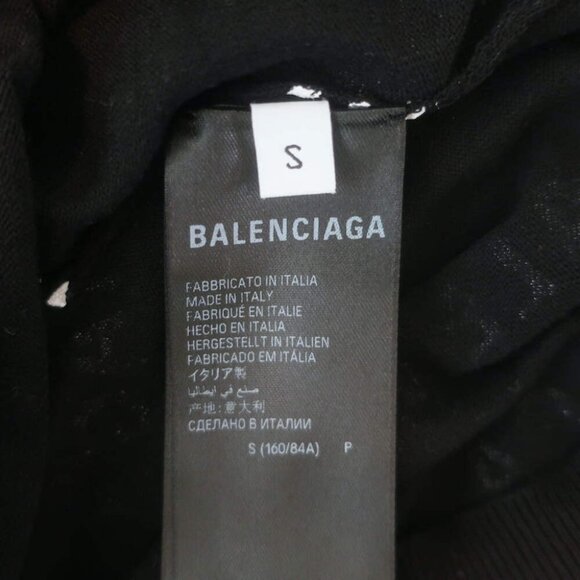 S
BALENCIAGA
FABBRICATO IN ITALIA
MADE IN ITALY
FABRIQUÉ EN ITALIE
HECHO EN ITALIA
HERGESTELLT IN ITALIEN
FABRICADO EM ITÁLIA
イタリア製
صنع في ايطاليا
产地:意大利
СДЕЛАНО В ИТАЛИИ
S (160/84A) P